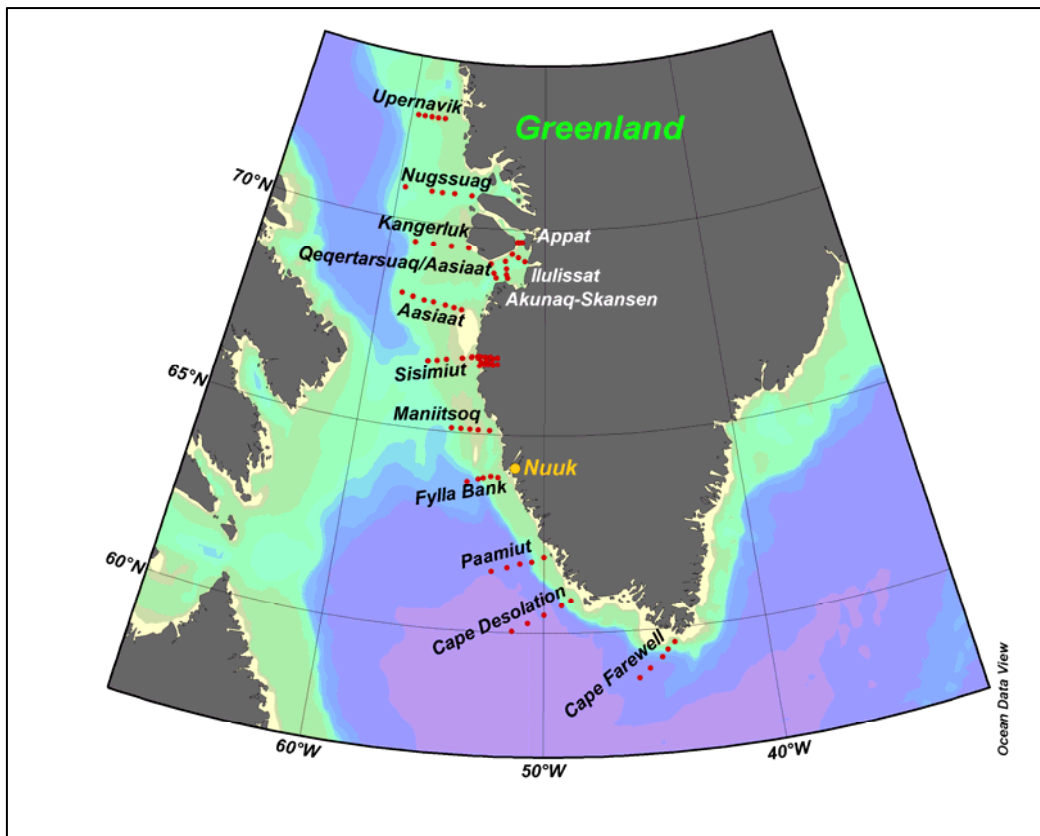 Upernavik
Greenland
70°N
Nugssuag
Kangerluk
Appat
Qeqertarsuaq/Aasiaat
Ilulissat
Akunaq-Skansen
Aasiaat
65°N
Sisimiut
Maniitsoq
Nuuk
Fylla Bank
Paamiut
60°N
Cape Desolation
Cape Farewell
Ocean Data View
60°W
50°W
40°W